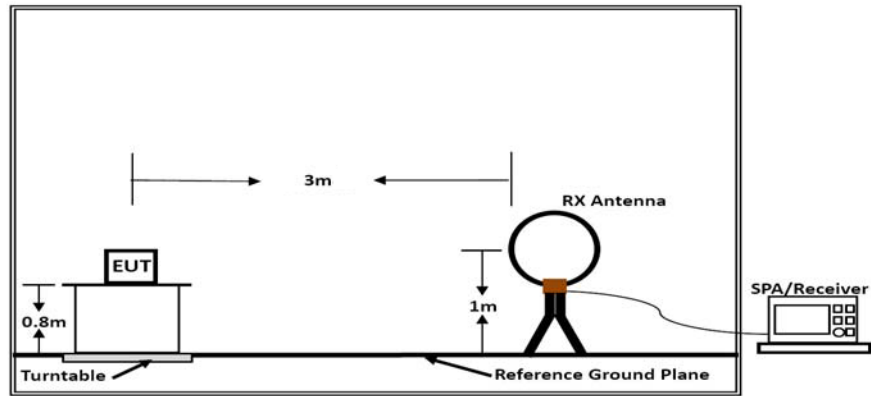 3m
RX Antenna
EUT
SPA/Receiver
0.8m
1m
Turntable
Reference Ground Plane